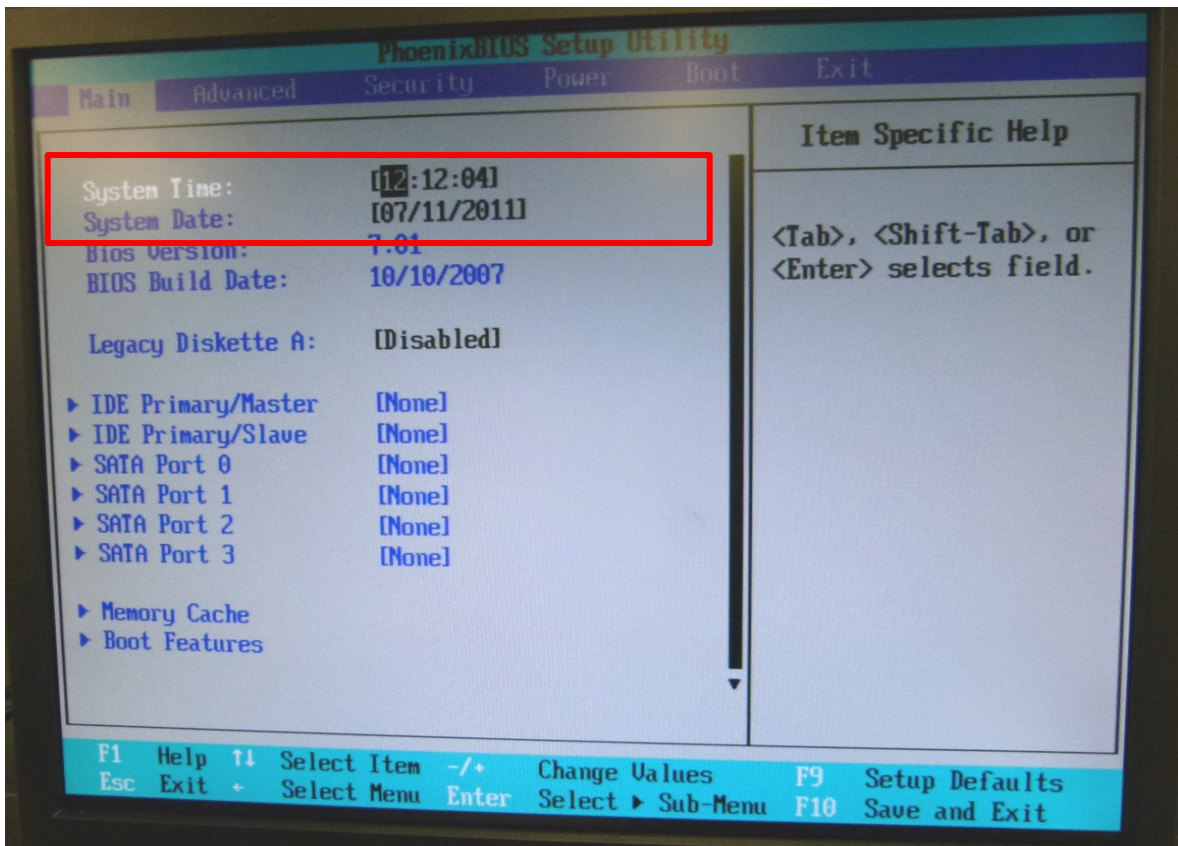 PhoenixBIOS Setup Utility
Main Advanced Security Power Boot Exit
System Time: [12:12:04]
System Date: [07/11/2011]
Bios Version: 7.01
BIOS Build Date: 10/10/2007
Legacy Diskette A: [Disabled]
▶ IDE Primary/Master [None]
▶ IDE Primary/Slave [None]
▶ SATA Port 0 [None]
▶ SATA Port 1 [None]
▶ SATA Port 2 [None]
▶ SATA Port 3 [None]
▶ Memory Cache
▶ Boot Features
Item Specific Help
<Tab>, <Shift-Tab>, or
<Enter> selects field.
F1 Help ↑↓ Select Item -/+ Change Values F9 Setup Defaults
Esc Exit ← Select Menu Enter Select ▶ Sub-Menu F10 Save and Exit